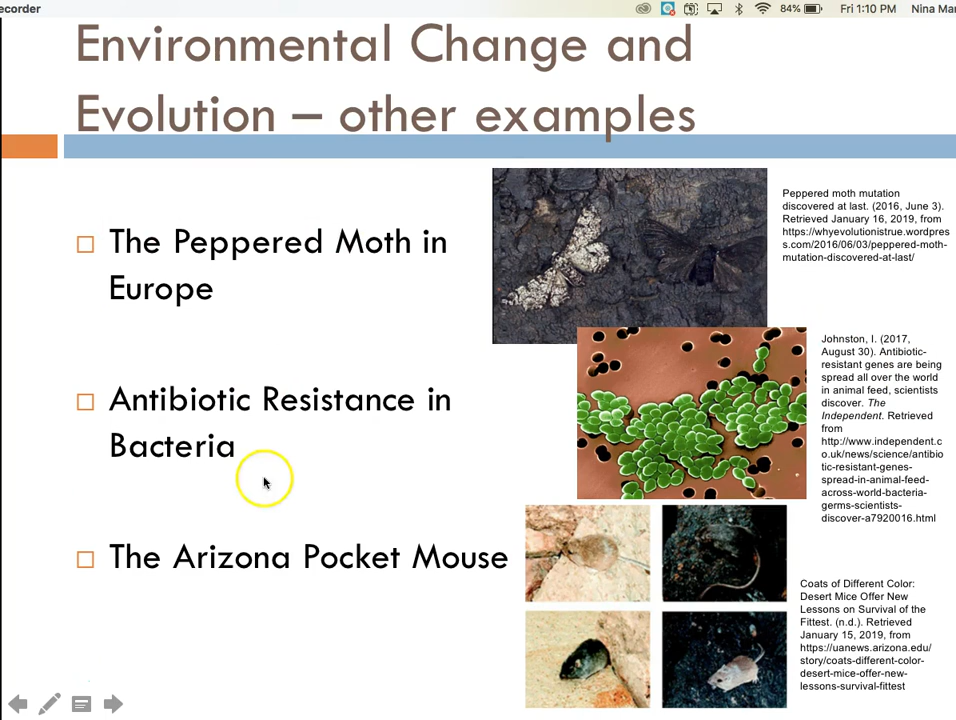 ecorder
84%
Fri 1:10 PM
Nina Mar
Environmental Change and
Evolution – other examples
The Peppered Moth in
Europe
Peppered moth mutation
discovered at last. (2016, June 3).
Retrieved January 16, 2019, from
https://whyevolutionistrue.wordpres
s.com/2016/06/03/peppered-moth-
mutation-discovered-at-last/
Antibiotic Resistance in
Bacteria
Johnston, I. (2017,
August 30). Antibiotic-
resistant genes are being
spread all over the world
in animal feed, scientists
discover. The
Independent. Retrieved
from
http://www.independent.c
o.uk/news/science/antibio
tic-resistant-genes-
spread-in-animal-feed-
across-world-bacteria-
germs-scientists-
discover-a7920016.html
The Arizona Pocket Mouse
Coats of Different Color:
Desert Mice Offer New
Lessons on Survival of the
Fittest. (n.d.). Retrieved
January 15, 2019, from
https://uanews.arizona.edu/
story/coats-different-color-
desert-mice-offer-new-
lessons-survival-fittest